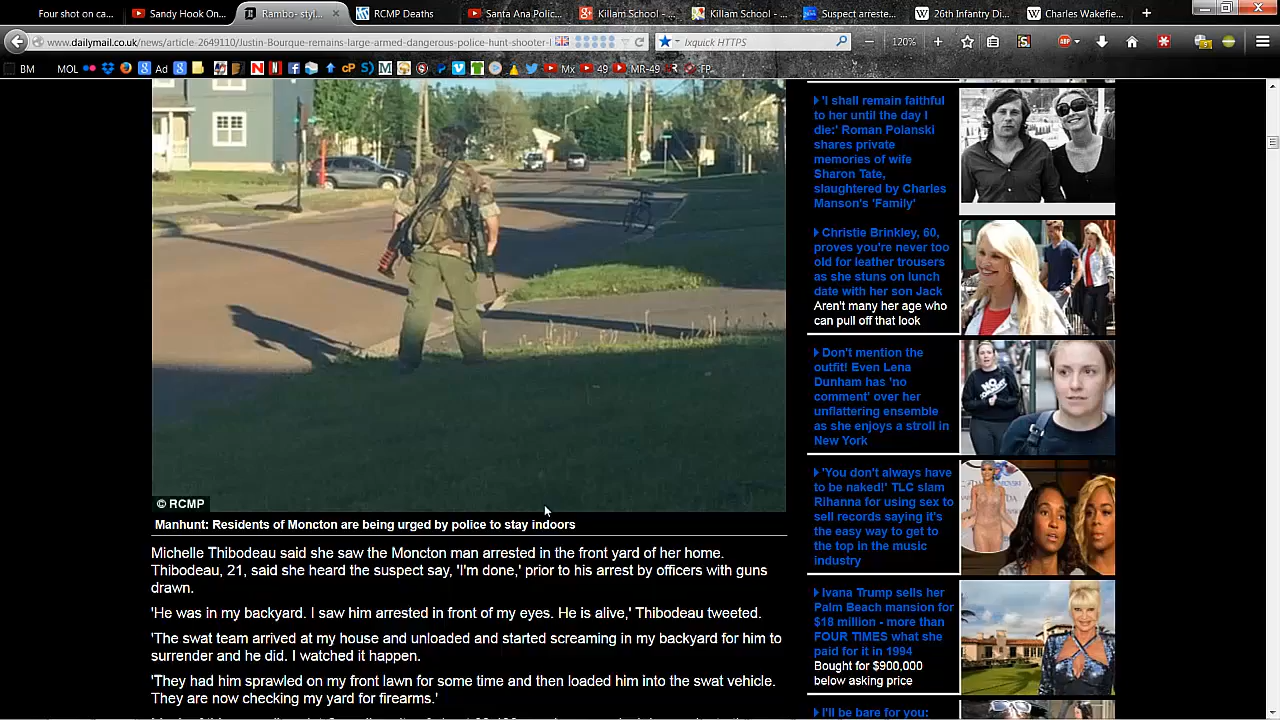 Four shot on ca...
Sandy Hook On...
Rambo- styl...
RCMP Deaths
Santa Ana Polic...
Killam School - ...
Killam School - ...
Suspect arreste...
26th Infantry Di...
Charles Wakefie...
www.dailymail.co.uk/news/article-2649110/Justin-Bourque-remains-large-armed-dangerous-police-hunt-shooter-l
Ixquick HTTPS
120%
BM
MOL
Ad
cP
Mx
49
MR-49
FP
© RCMP
Manhunt: Residents of Moncton are being urged by police to stay indoors
Michelle Thibodeau said she saw the Moncton man arrested in the front yard of her home.
Thibodeau, 21, said she heard the suspect say, 'I'm done,' prior to his arrest by officers with guns
drawn.
'He was in my backyard. I saw him arrested in front of my eyes. He is alive,' Thibodeau tweeted.
'The swat team arrived at my house and unloaded and started screaming in my backyard for him to
surrender and he did. I watched it happen.
'They had him sprawled on my front lawn for some time and then loaded him into the swat vehicle.
They are now checking my yard for firearms.'
'I shall remain faithful
to her until the day I
die:' Roman Polanski
shares private
memories of wife
Sharon Tate,
slaughtered by Charles
Manson's 'Family'
Christie Brinkley, 60,
proves you're never too
old for leather trousers
as she stuns on lunch
date with her son Jack
Aren't many her age who
can pull off that look
Don't mention the
outfit! Even Lena
Dunham has 'no
comment' over her
unflattering ensemble
as she enjoys a stroll in
New York
'You don't always have
to be naked!' TLC slam
Rihanna for using sex to
sell records saying it's
the easy way to get to
the top in the music
industry
Ivana Trump sells her
Palm Beach mansion for
$18 million - more than
FOUR TIMES what she
paid for it in 1994
Bought for $900,000
below asking price
I'll be bare for you: